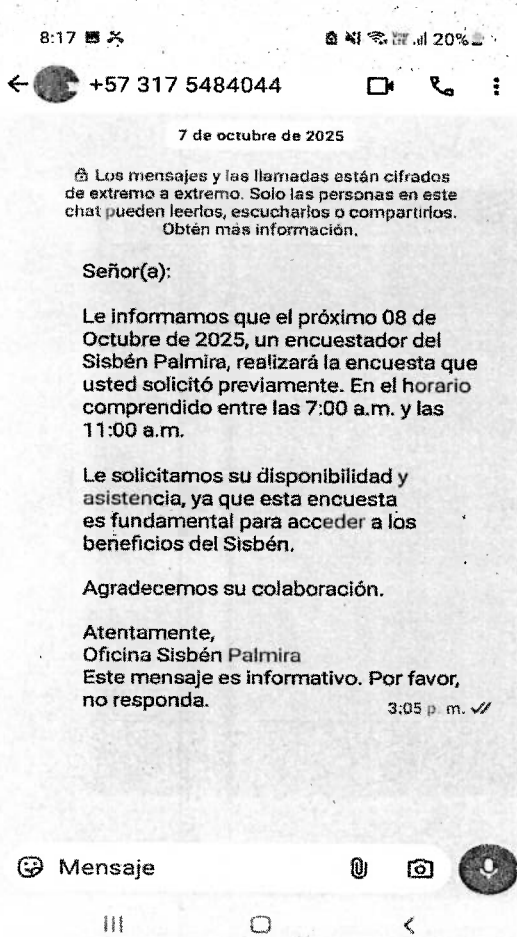 8:17 20%
+57 317 5484044
7 de octubre de 2025
Los mensajes y las llamadas están cifrados
de extremo a extremo. Solo las personas en este
chat pueden leerlos, escucharlos o compartirlos.
Obtén más información.
Señor(a):
Le informamos que el próximo 08 de
Octubre de 2025, un encuestador del
Sisbén Palmira, realizará la encuesta que
usted solicitó previamente. En el horario
comprendido entre las 7:00 a.m. y las
11:00 a.m.
Le solicitamos su disponibilidad y
asistencia, ya que esta encuesta
es fundamental para acceder a los
beneficios del Sisbén.
Agradecemos su colaboración.
Atentamente,
Oficina Sisbén Palmira
Este mensaje es informativo. Por favor,
no responda.
3:05 p. m.
Mensaje